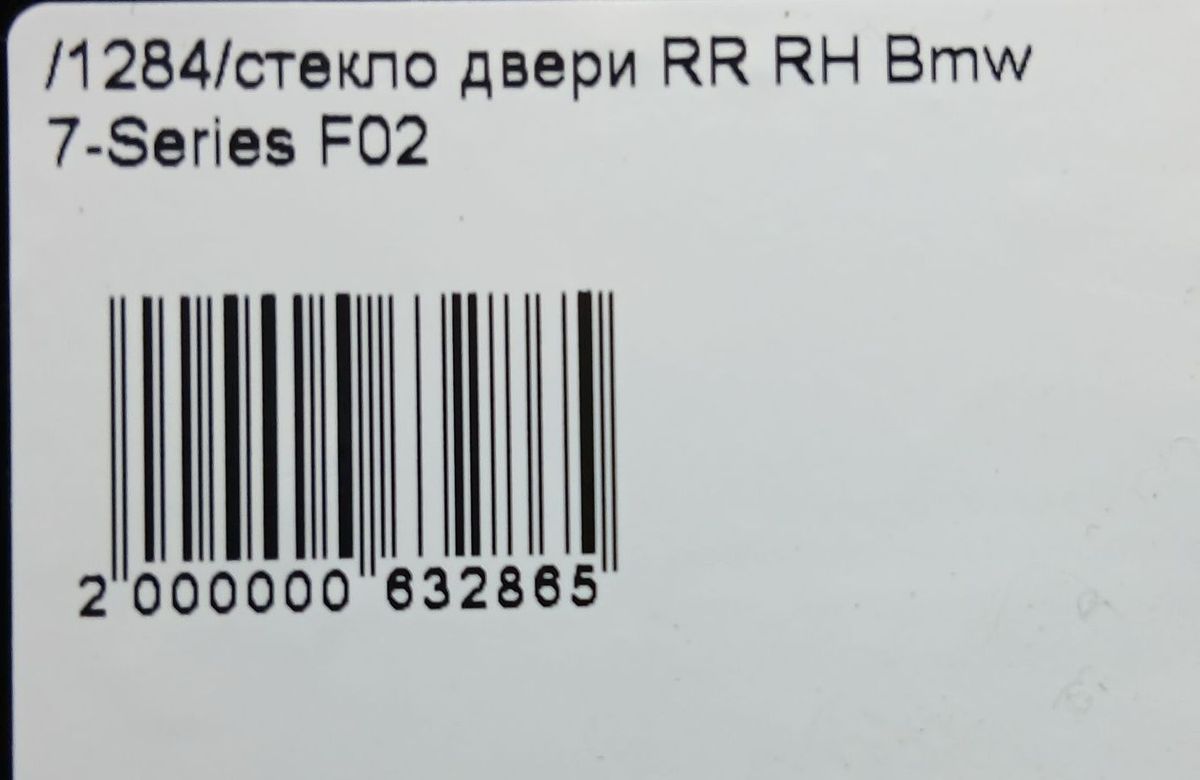 /1284/стекло двери RR RH Bmw
7-Series F02
2 000000 632865